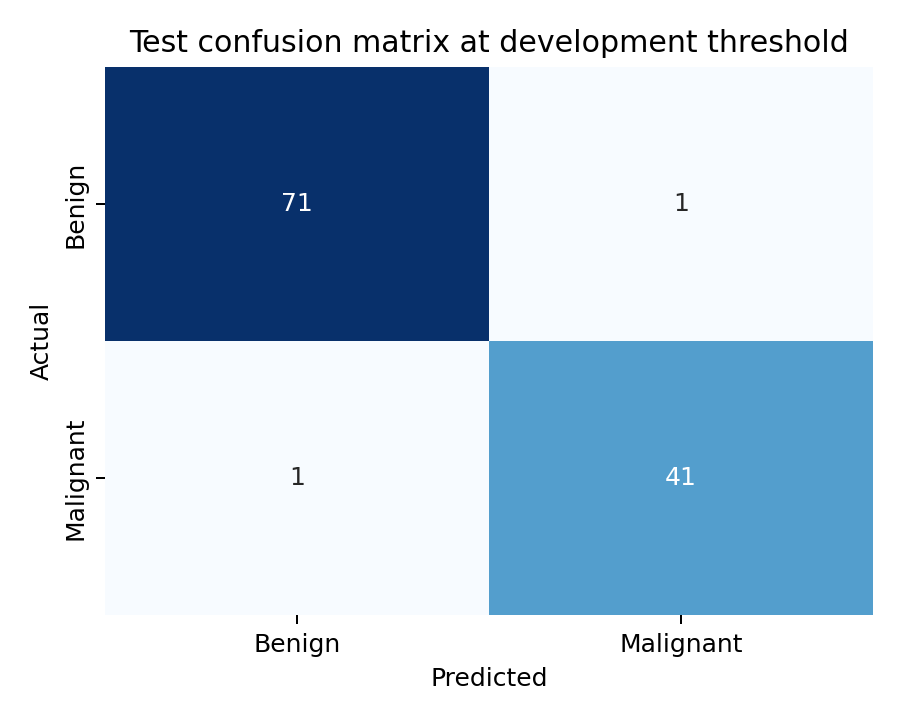 Test confusion matrix at development threshold
Actual
Benign
71
1
Malignant
1
41
Benign
Malignant
Predicted